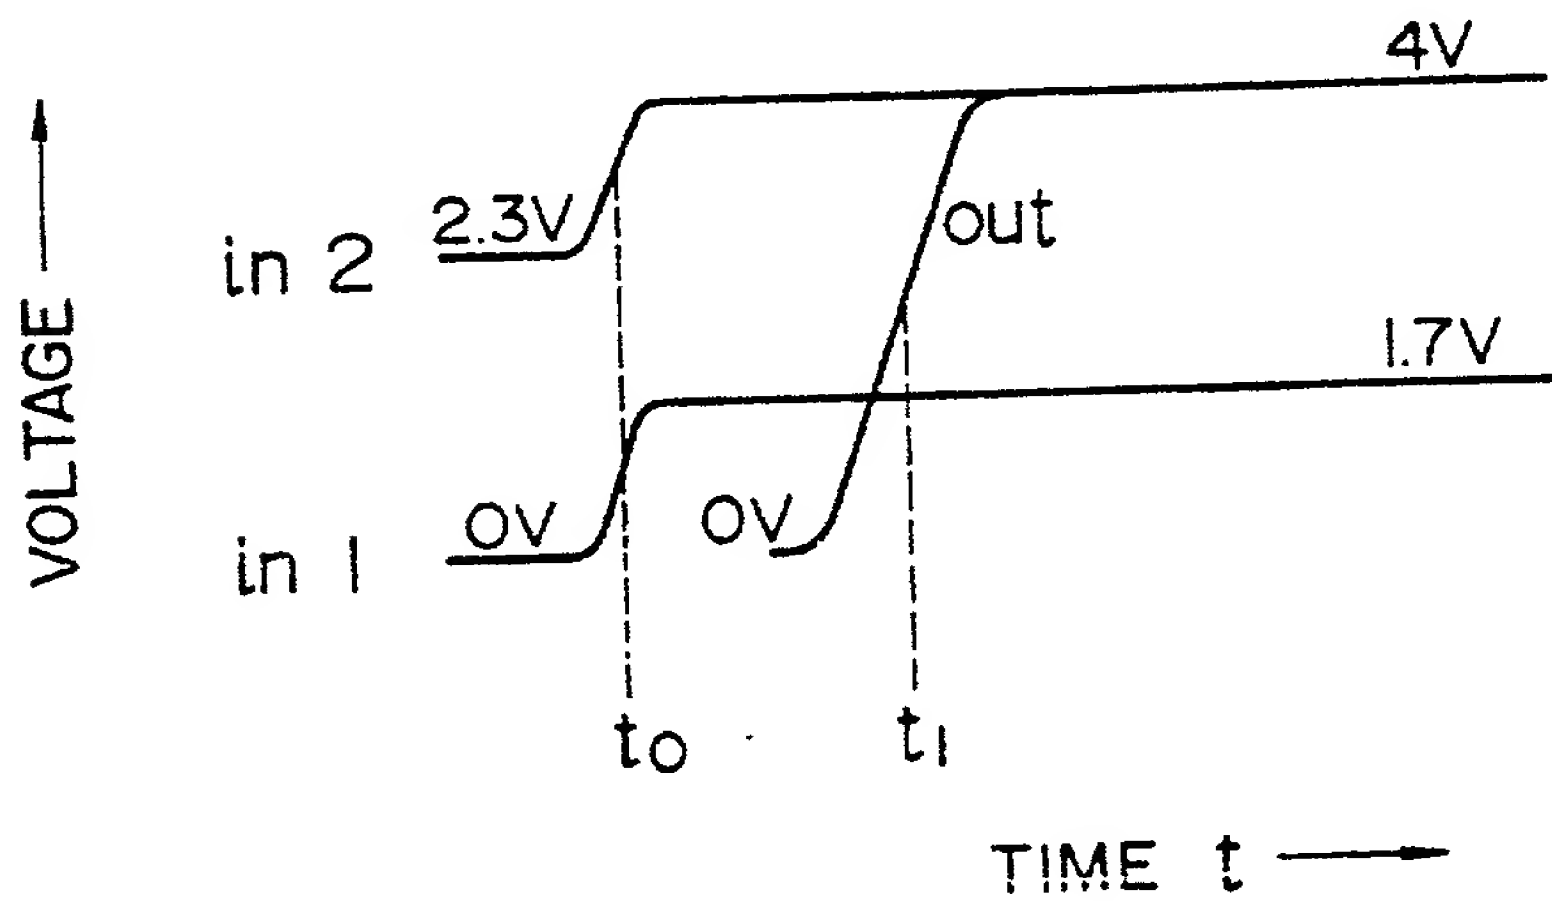 4V
2.3V
out
in 2
1.7V
VOLTAGE
0V
0V
in 1
t0
t1
TIME t